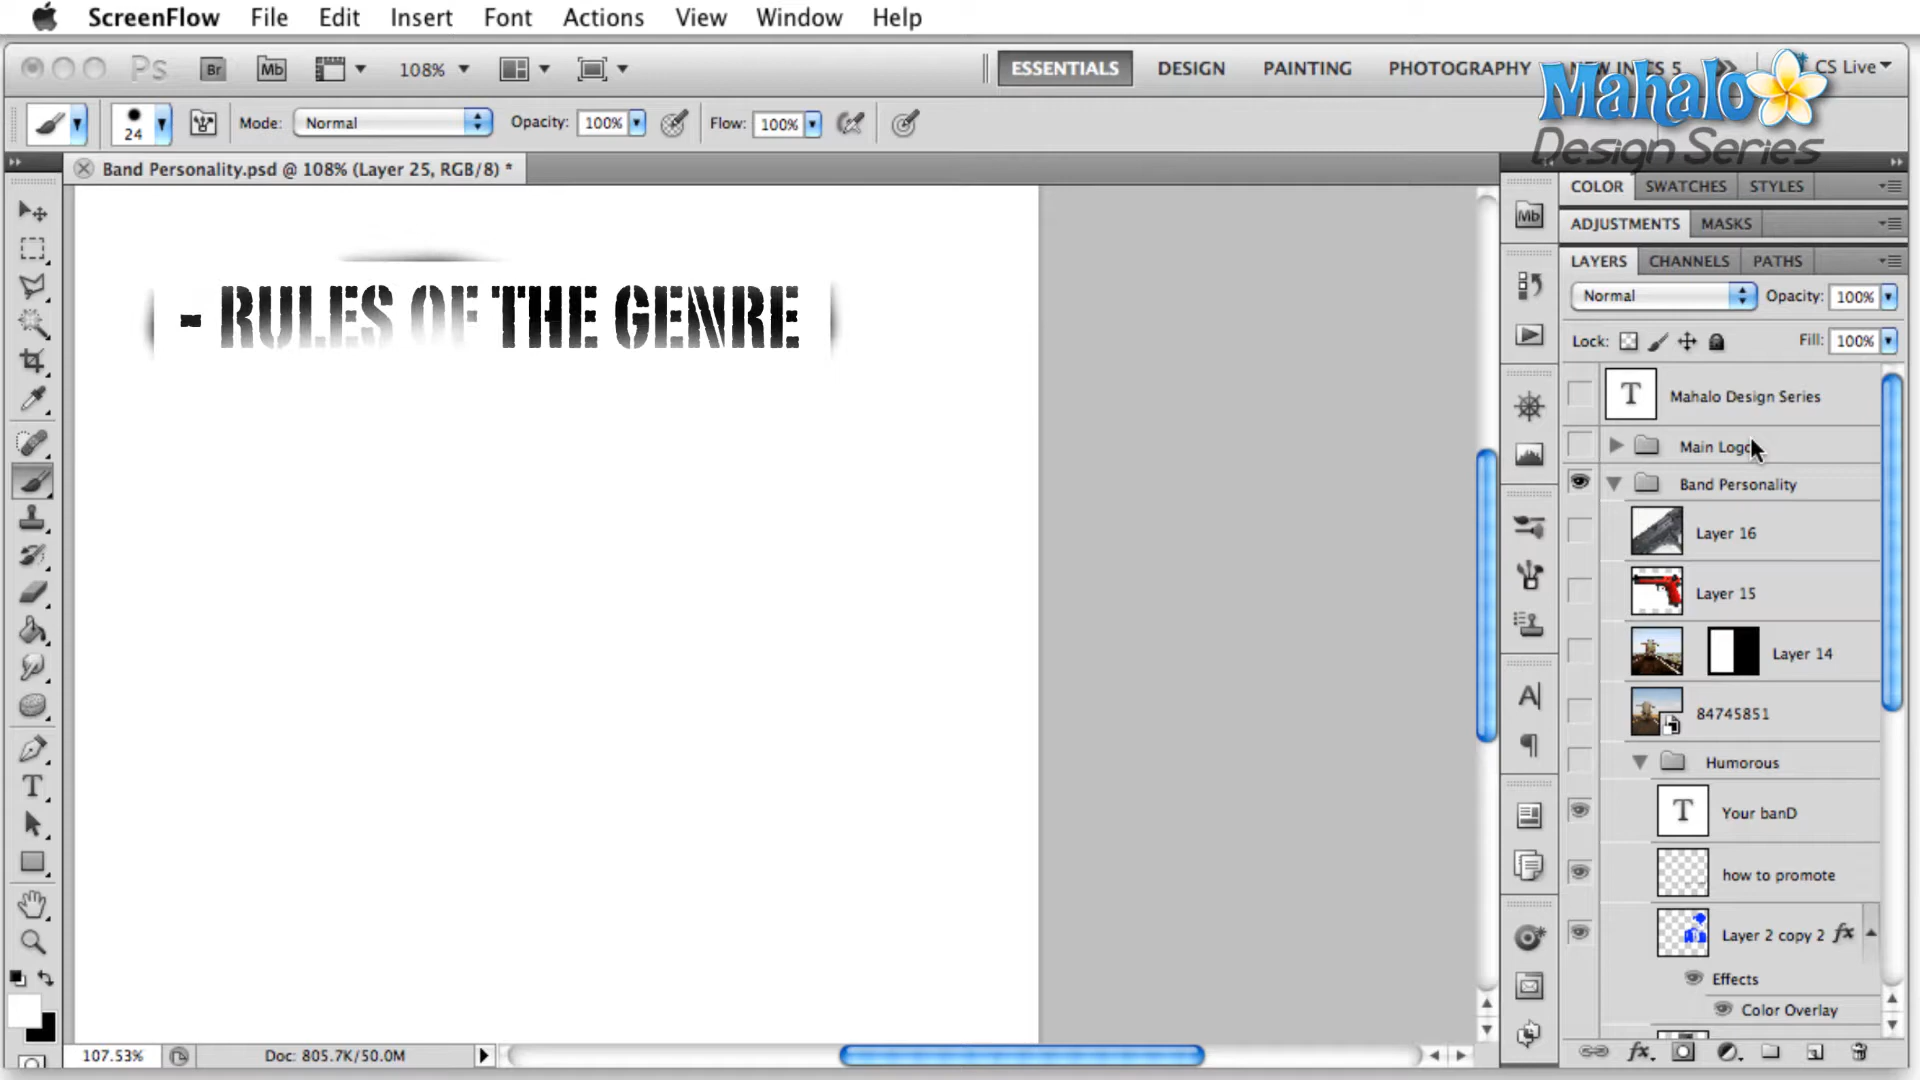 ScreenFlow File Edit Insert Font Actions View Window Help
Ps Br Mb 108% ESSENTIALS DESIGN PAINTING PHOTOGRAPHY CS Live
Mahalo
Design Series
24 Mode: Normal Opacity: 100% Flow: 100%
Band Personality.psd @ 108% (Layer 25, RGB/8) *
COLOR SWATCHES STYLES
Mb
ADJUSTMENTS MASKS
LAYERS CHANNELS PATHS
Normal Opacity: 100%
- RULES OF THE GENRE
Lock: Fill: 100%
T Mahalo Design Series
Main Logo
Band Personality
Layer 16
Layer 15
Layer 14
84745851
Humorous
T Your banD
how to promote
Layer 2 copy 2 fx
Effects
Color Overlay
107.53% Doc: 805.7K/50.0M